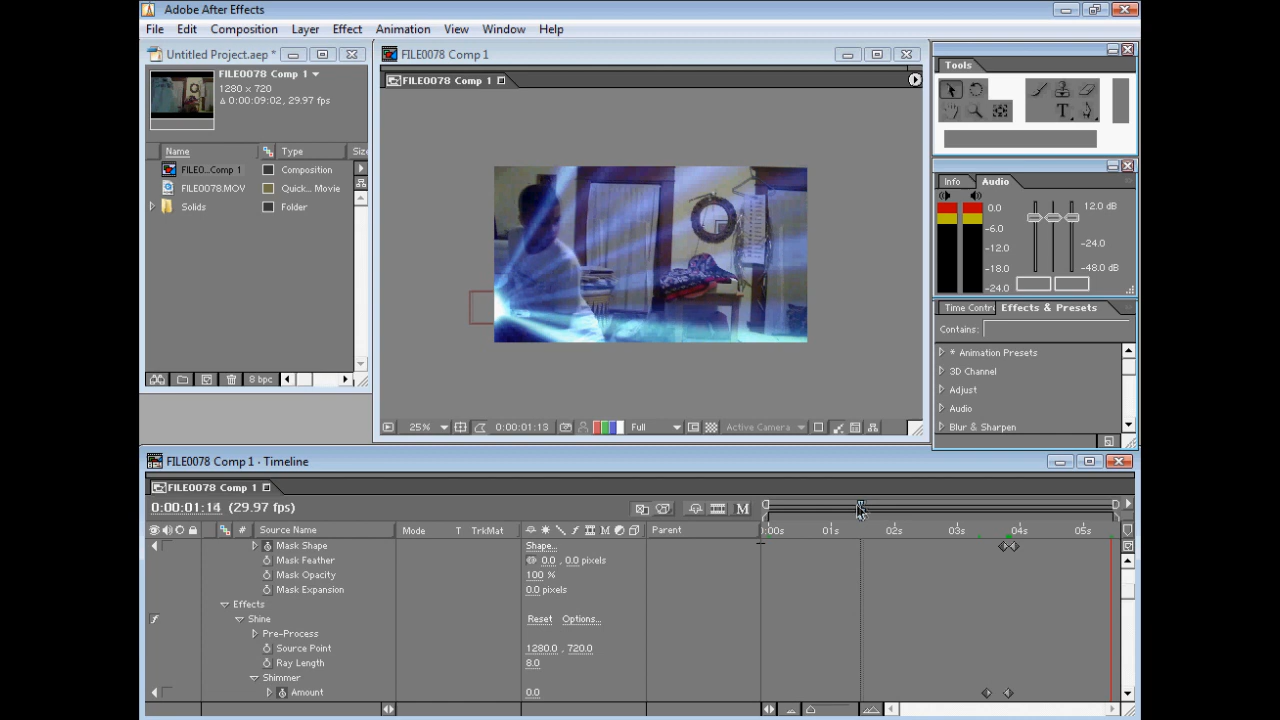 Adobe After Effects
File Edit Composition Layer Effect Animation View Window Help
Untitled Project.aep *
FILE0078 Comp 1
1280 x 720
Δ 0:00:09:02, 29.97 fps
Name Type Size
FILE0...Comp 1 Composition
FILE0078.MOV Quick... Movie
Solids Folder
8 bpc
FILE0078 Comp 1
FILE0078 Comp 1
25% 0:00:01:13 Full Active Camera
Tools
Info Audio
0.0
-6.0
-12.0
-18.0
-24.0
12.0 dB
-24.0
-48.0 dB
Time Contr Effects & Presets
Contains:
* Animation Presets
3D Channel
Adjust
Audio
Blur & Sharpen
FILE0078 Comp 1 - Timeline
FILE0078 Comp 1
0:00:01:14 (29.97 fps) M
# Source Name Mode T TrkMat Parent :00s 01s 02s 03s 04s 05s
Mask Shape Shape...
Mask Feather 0.0 , 0.0 pixels
Mask Opacity 100 %
Mask Expansion 0.0 pixels
Effects
Shine Reset Options...
Pre-Process
Source Point 1280.0 , 720.0
Ray Length 8.0
Shimmer
Amount 0.0